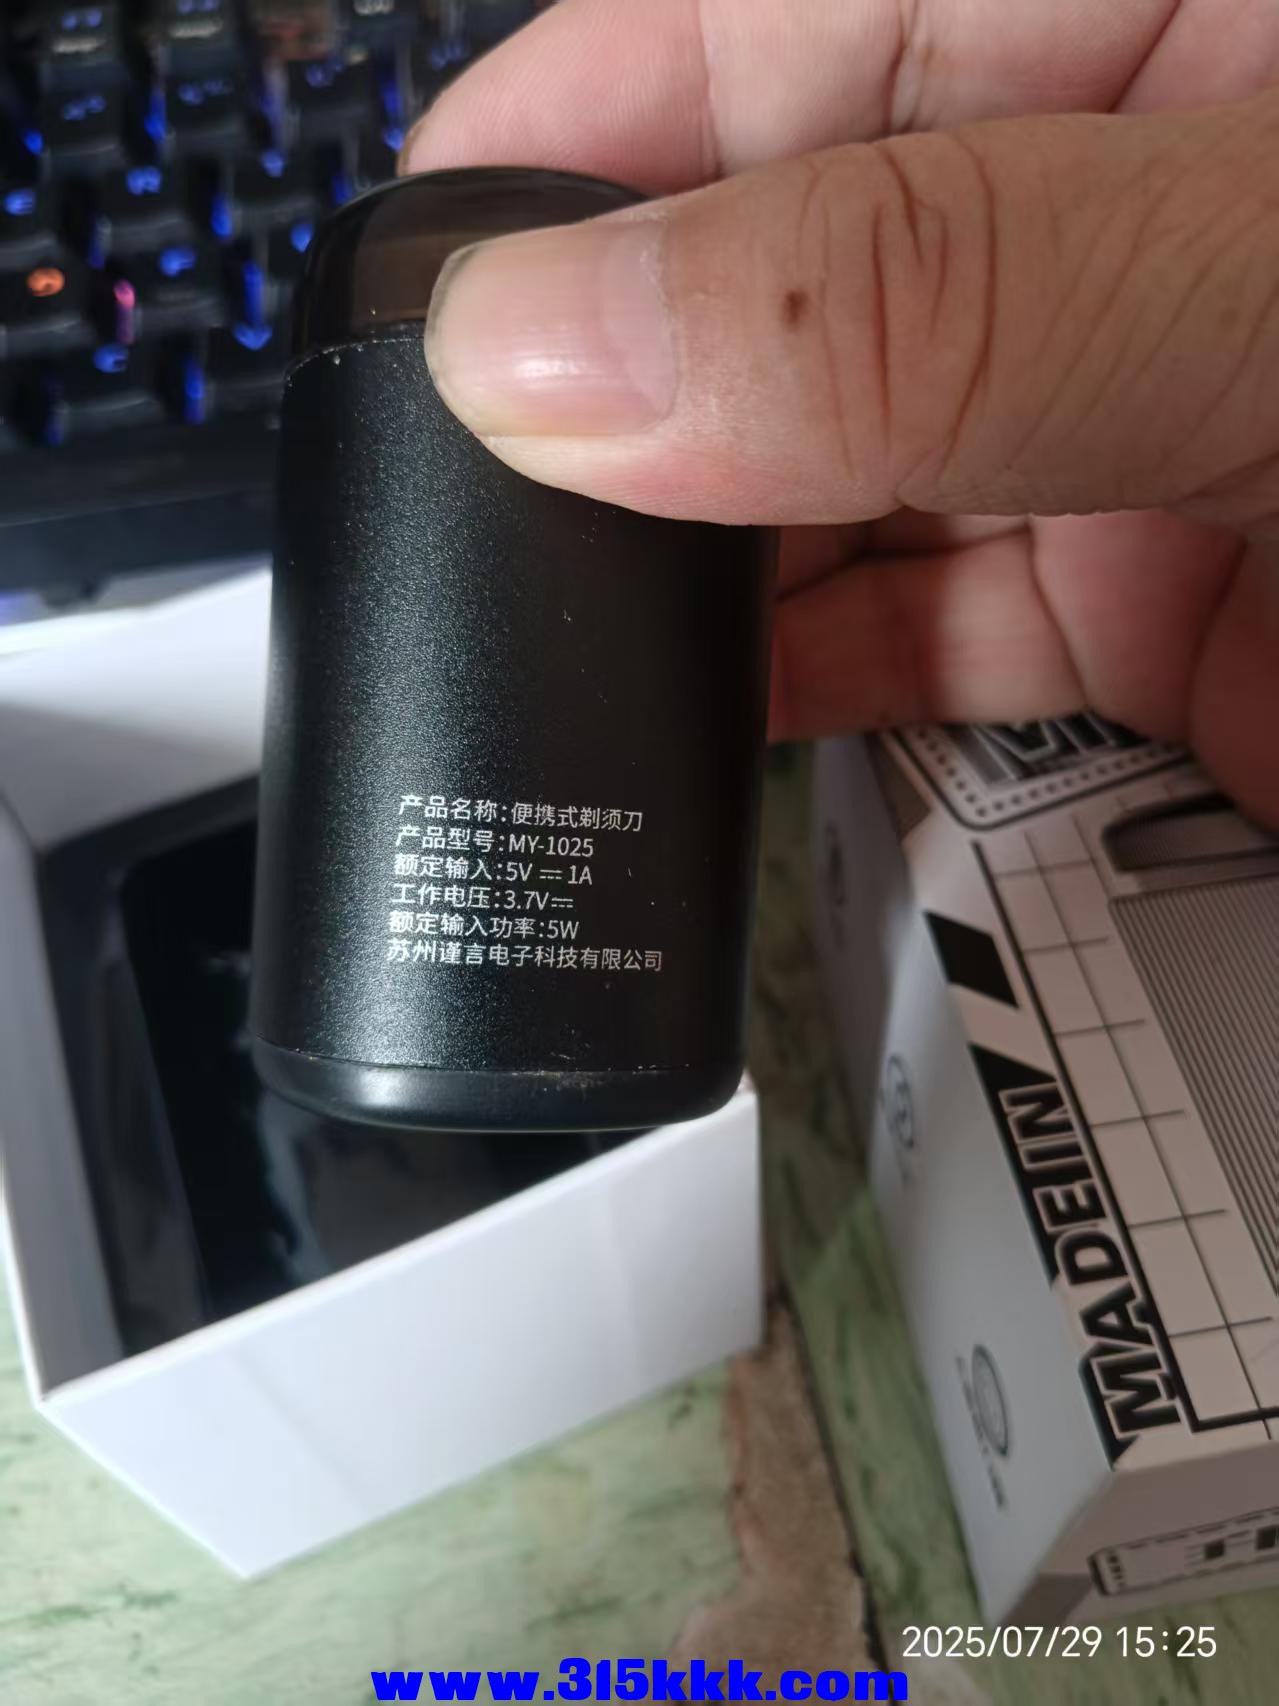 产品名称:便携式剃须刀
产品型号:MY-1025
额定输入:5V⎓1A
工作电压:3.7V⎓
额定输入功率:5W
苏州谨言电子科技有限公司
MADE IN
2025/07/29 15:25
www.315kkk.com